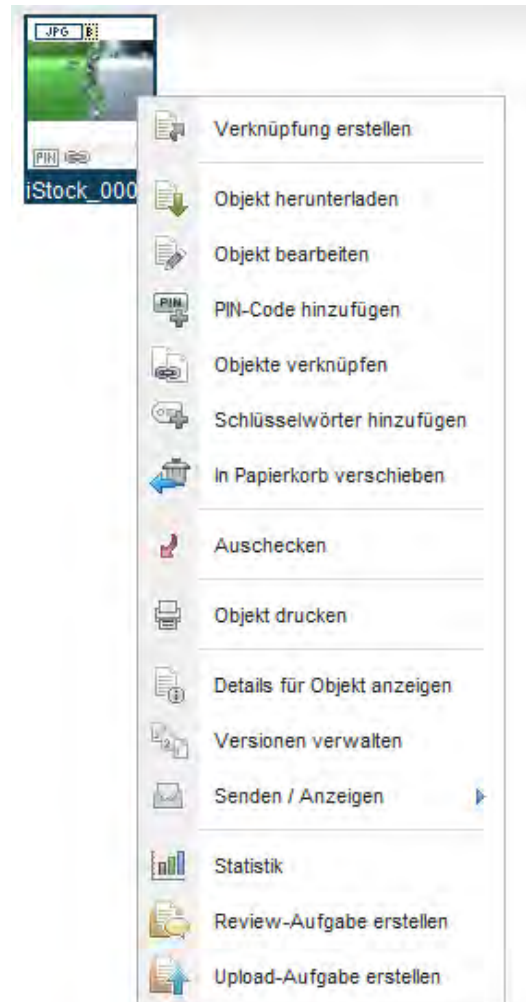 JPG B
PIN
iStock_000
Verknüpfung erstellen
Objekt herunterladen
Objekt bearbeiten
PIN
PIN-Code hinzufügen
Objekte verknüpfen
Schlüsselwörter hinzufügen
In Papierkorb verschieben
Auschecken
Objekt drucken
Details für Objekt anzeigen
Versionen verwalten
Senden / Anzeigen
Statistik
Review-Aufgabe erstellen
Upload-Aufgabe erstellen